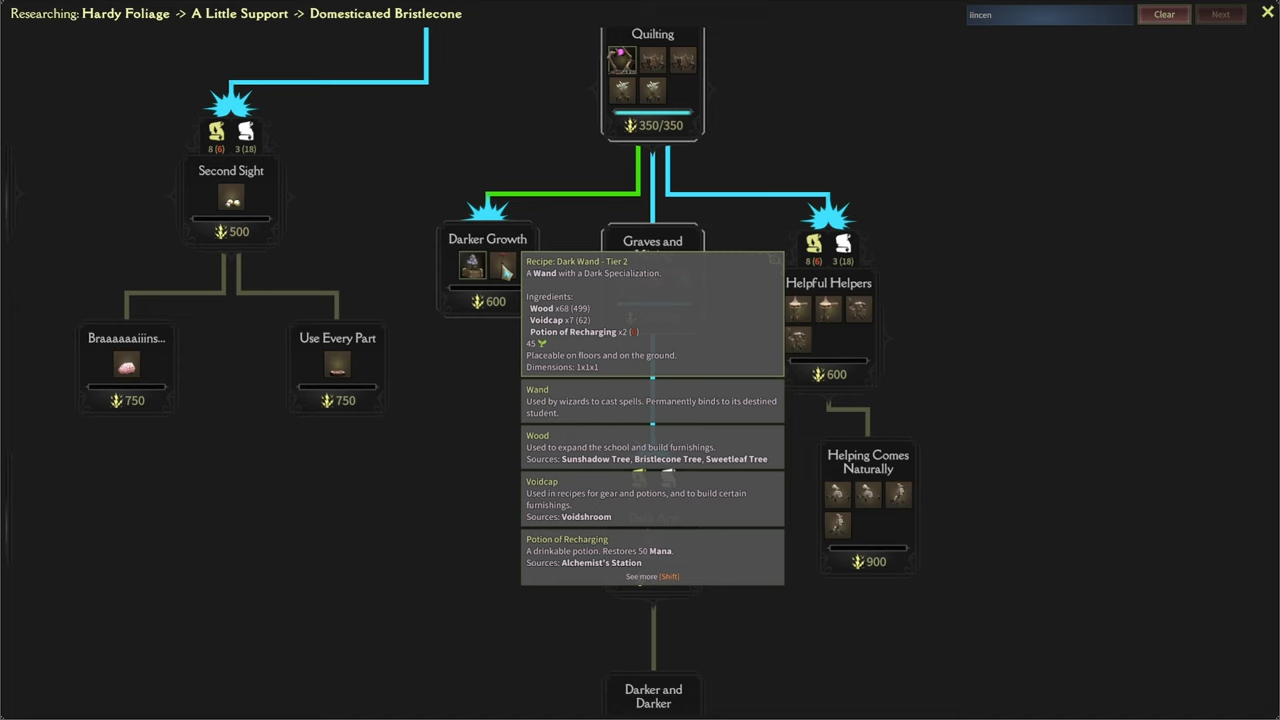 Researching: Hardy Foliage -> A Little Support -> Domesticated Bristlecone
iincen
Clear
Next
Quilting
350/350
8 (6) 3 (18)
Second Sight
500
Darker Growth
600
Graves and
8 (6) 3 (18)
Helpful Helpers
600
Recipe: Dark Wand - Tier 2
A Wand with a Dark Specialization.
Ingredients:
Wood x68 (499)
Voidcap x7 (62)
Potion of Recharging x2 ( )
45
Placeable on floors and on the ground.
Dimensions: 1x1x1
Wand
Used by wizards to cast spells. Permanently binds to its destined
student.
Wood
Used to expand the school and build furnishings.
Sources: Sunshadow Tree, Bristlecone Tree, Sweetleaf Tree
Voidcap
Used in recipes for gear and potions, and to build certain
furnishings.
Sources: Voidshroom
Potion of Recharging
A drinkable potion. Restores 50 Mana.
Sources: Alchemist's Station
See more [Shift]
Braaaaaaiiins...
750
Use Every Part
750
Helping Comes
Naturally
900
Darker and
Darker